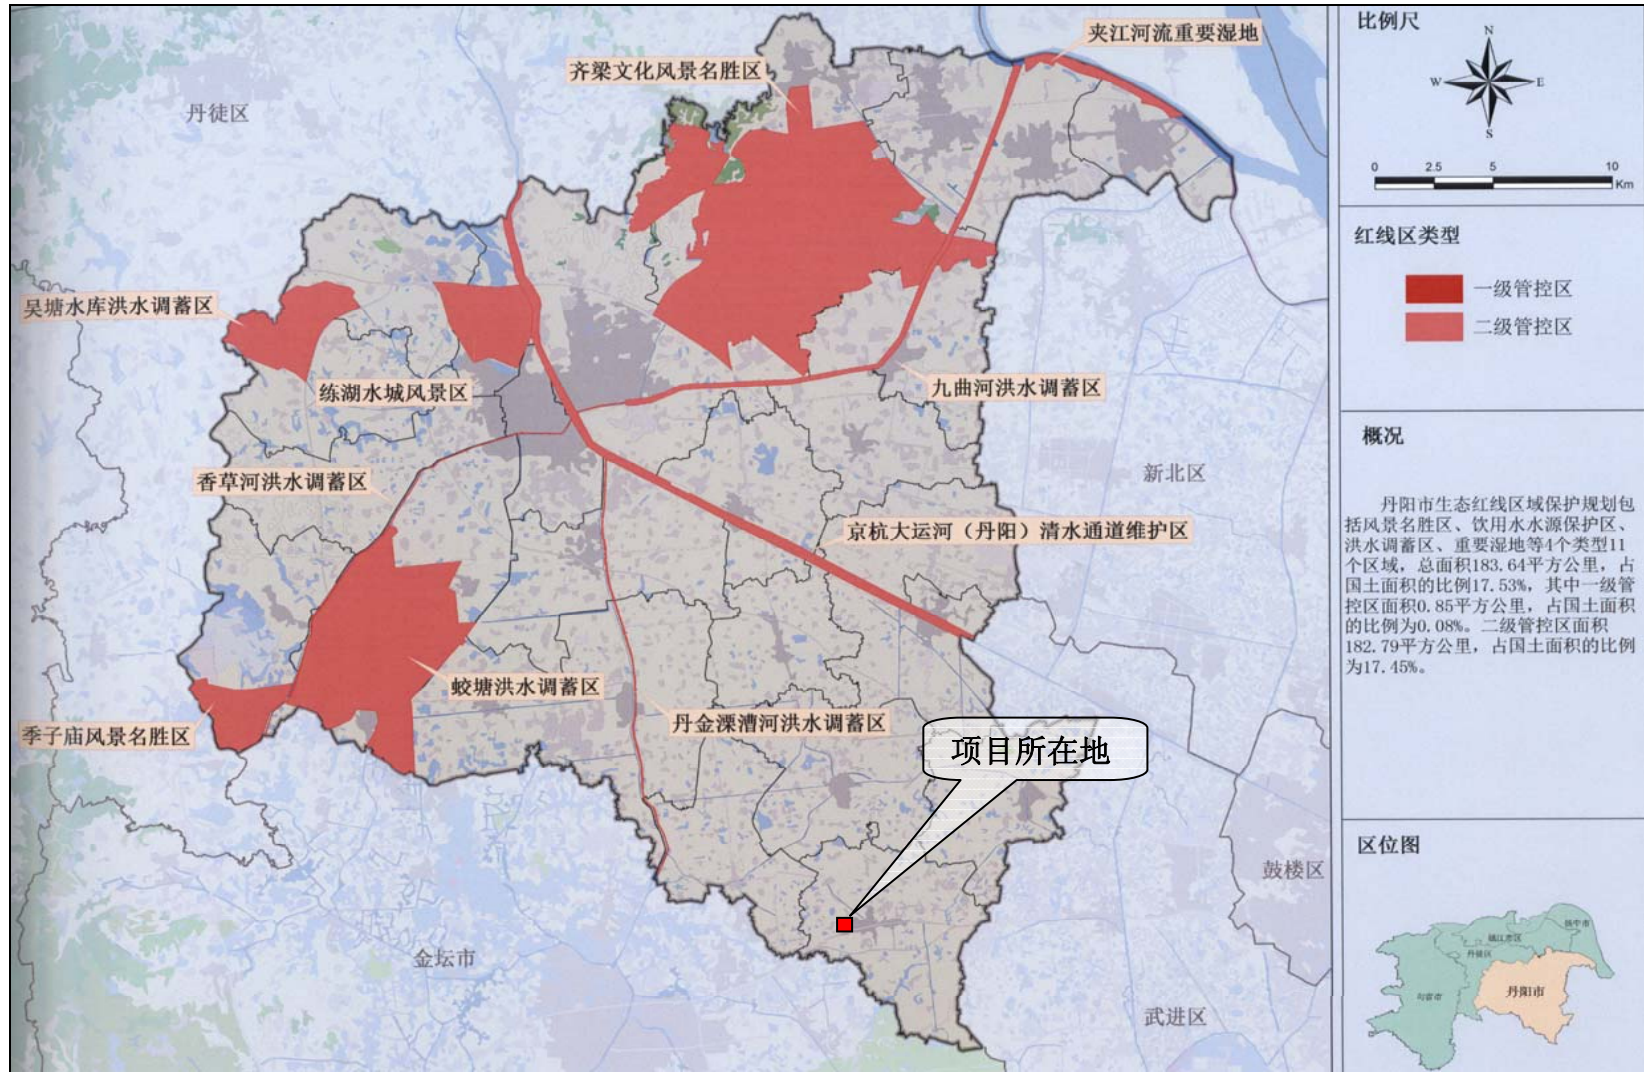 夹江河流重要湿地
齐梁文化风景名胜区
丹徒区
吴塘水库洪水调蓄区
练湖水城风景区
九曲河洪水调蓄区
香草河洪水调蓄区
新北区
京杭大运河（丹阳）清水通道维护区
蛟塘洪水调蓄区
季子庙风景名胜区
丹金溧漕河洪水调蓄区
项目所在地
鼓楼区
金坛市
武进区
比例尺
N
W
E
S
0 2.5 5 10
Km
红线区类型
一级管控区
二级管控区
概况
丹阳市生态红线区域保护规划包
括风景名胜区、饮用水水源保护区、
洪水调蓄区、重要湿地等4个类型11
个区域，总面积183.64平方公里，占
国土面积的比例17.53%，其中一级管
控区面积0.85平方公里，占国土面积
的比例为0.08%。二级管控区面积
182.79平方公里，占国土面积的比例
为17.45%。
区位图
扬中市
镇江市区
丹徒区
句容市
丹阳市